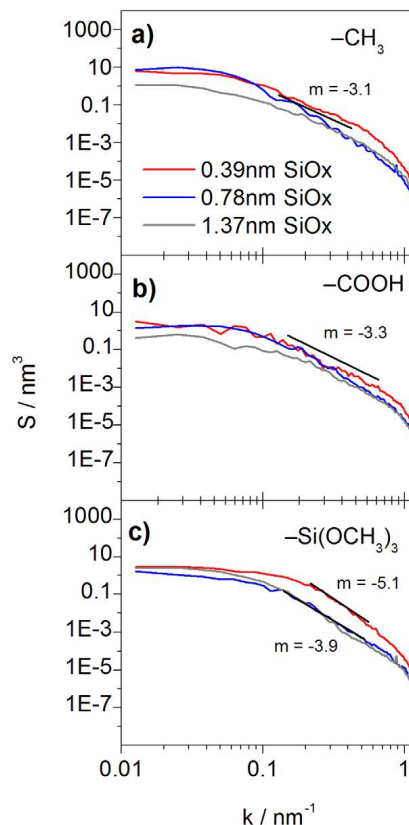 a)
–CH3
1000
10
0.1
1E-3
1E-5
1E-7
m = -3.1
0.39nm SiOx
0.78nm SiOx
1.37nm SiOx
b)
–COOH
1000
10
0.1
1E-3
1E-5
1E-7
m = -3.3
S / nm3
c)
–Si(OCH3)3
1000
10
0.1
1E-3
1E-5
1E-7
m = -5.1
m = -3.9
0.01
0.1
1
k / nm-1